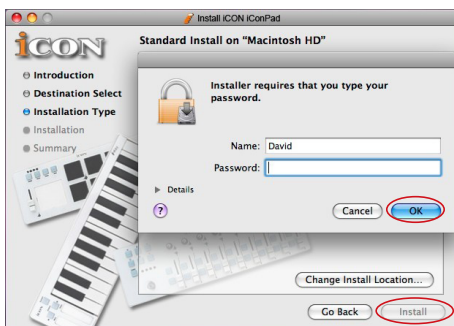 Install iCON iConPad
iCON
Standard Install on "Macintosh HD"
Introduction
Destination Select
Installation Type
Installation
Summary
Installer requires that you type your
password.
Name: David
Password:
Details
?
Cancel
OK
Change Install Location...
Go Back
Install